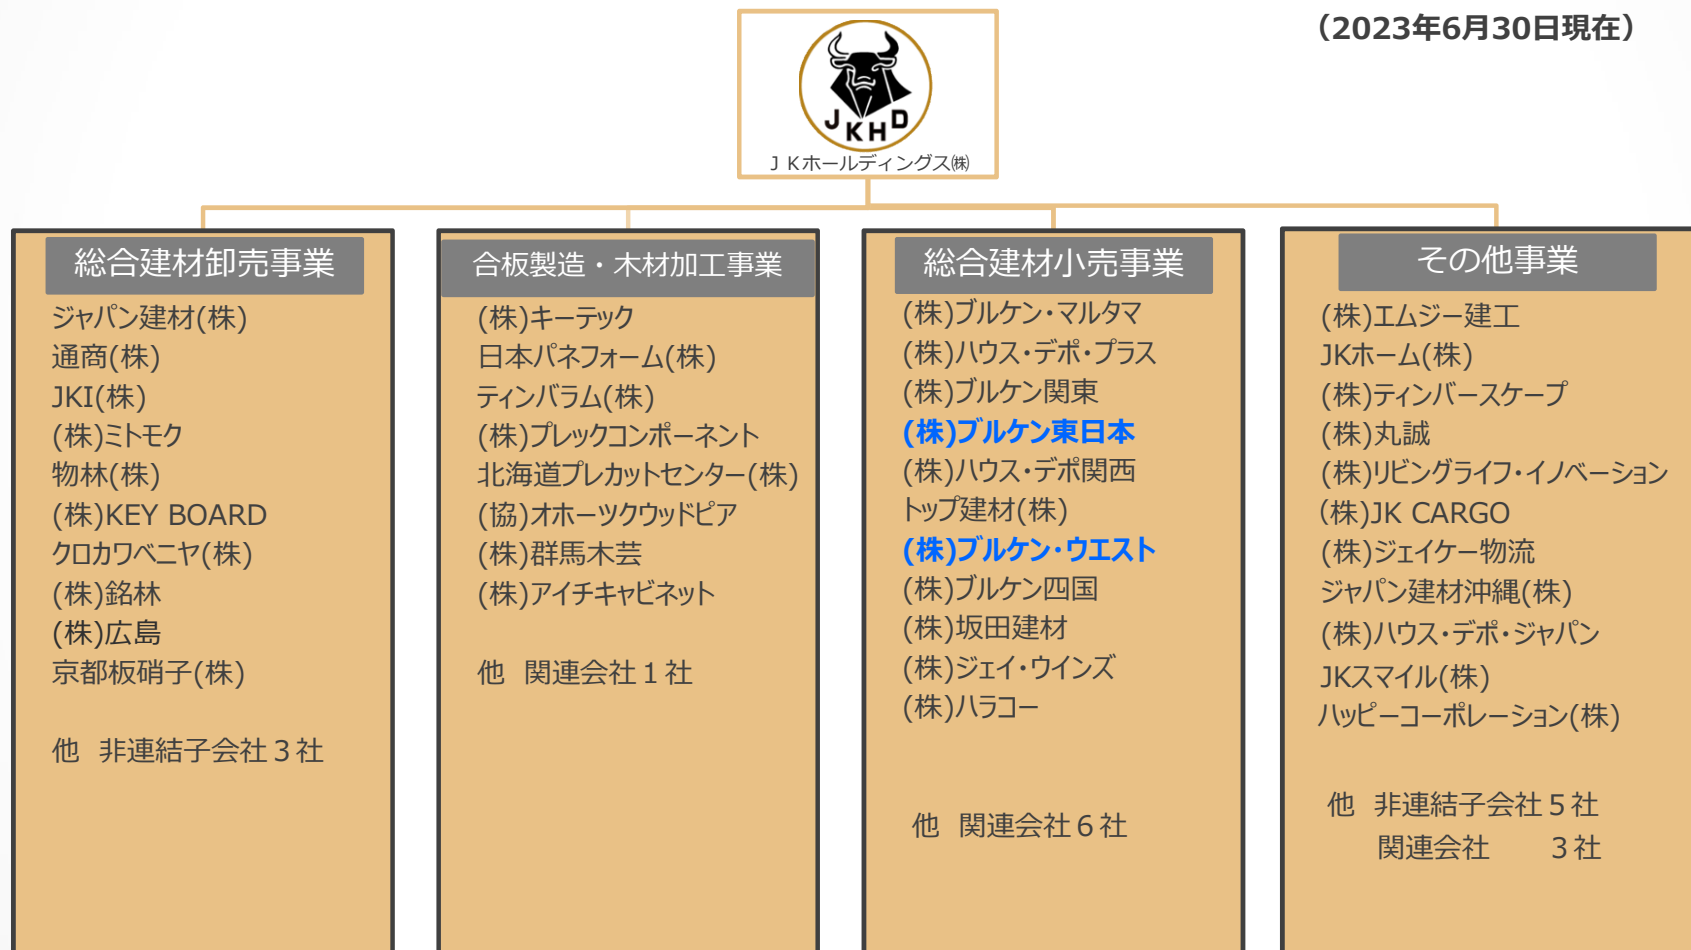 （2023年6月30日現在）
JKHD
ＪＫホールディングス㈱
総合建材卸売事業
ジャパン建材(株)
通商(株)
JKI(株)
(株)ミトモク
物林(株)
(株)KEY BOARD
クロカワベニヤ(株)
(株)銘林
(株)広島
京都板硝子(株)
他 非連結子会社３社
合板製造・木材加工事業
(株)キーテック
日本パネフォーム(株)
ティンバラム(株)
(株)プレックコンポーネント
北海道プレカットセンター(株)
(協)オホーツクウッドピア
(株)群馬木芸
(株)アイチキャビネット
他 関連会社１社
総合建材小売事業
(株)ブルケン・マルタマ
(株)ハウス・デポ・プラス
(株)ブルケン関東
(株)ブルケン東日本
(株)ハウス・デポ関西
トップ建材(株)
(株)ブルケン・ウエスト
(株)ブルケン四国
(株)坂田建材
(株)ジェイ・ウインズ
(株)ハラコー
他 関連会社６社
その他事業
(株)エムジー建工
JKホーム(株)
(株)ティンバースケープ
(株)丸誠
(株)リビングライフ・イノベーション
(株)JK CARGO
(株)ジェイケー物流
ジャパン建材沖縄(株)
(株)ハウス・デポ・ジャパン
JKスマイル(株)
ハッピーコーポレーション(株)
他 非連結子会社５社
関連会社 ３社